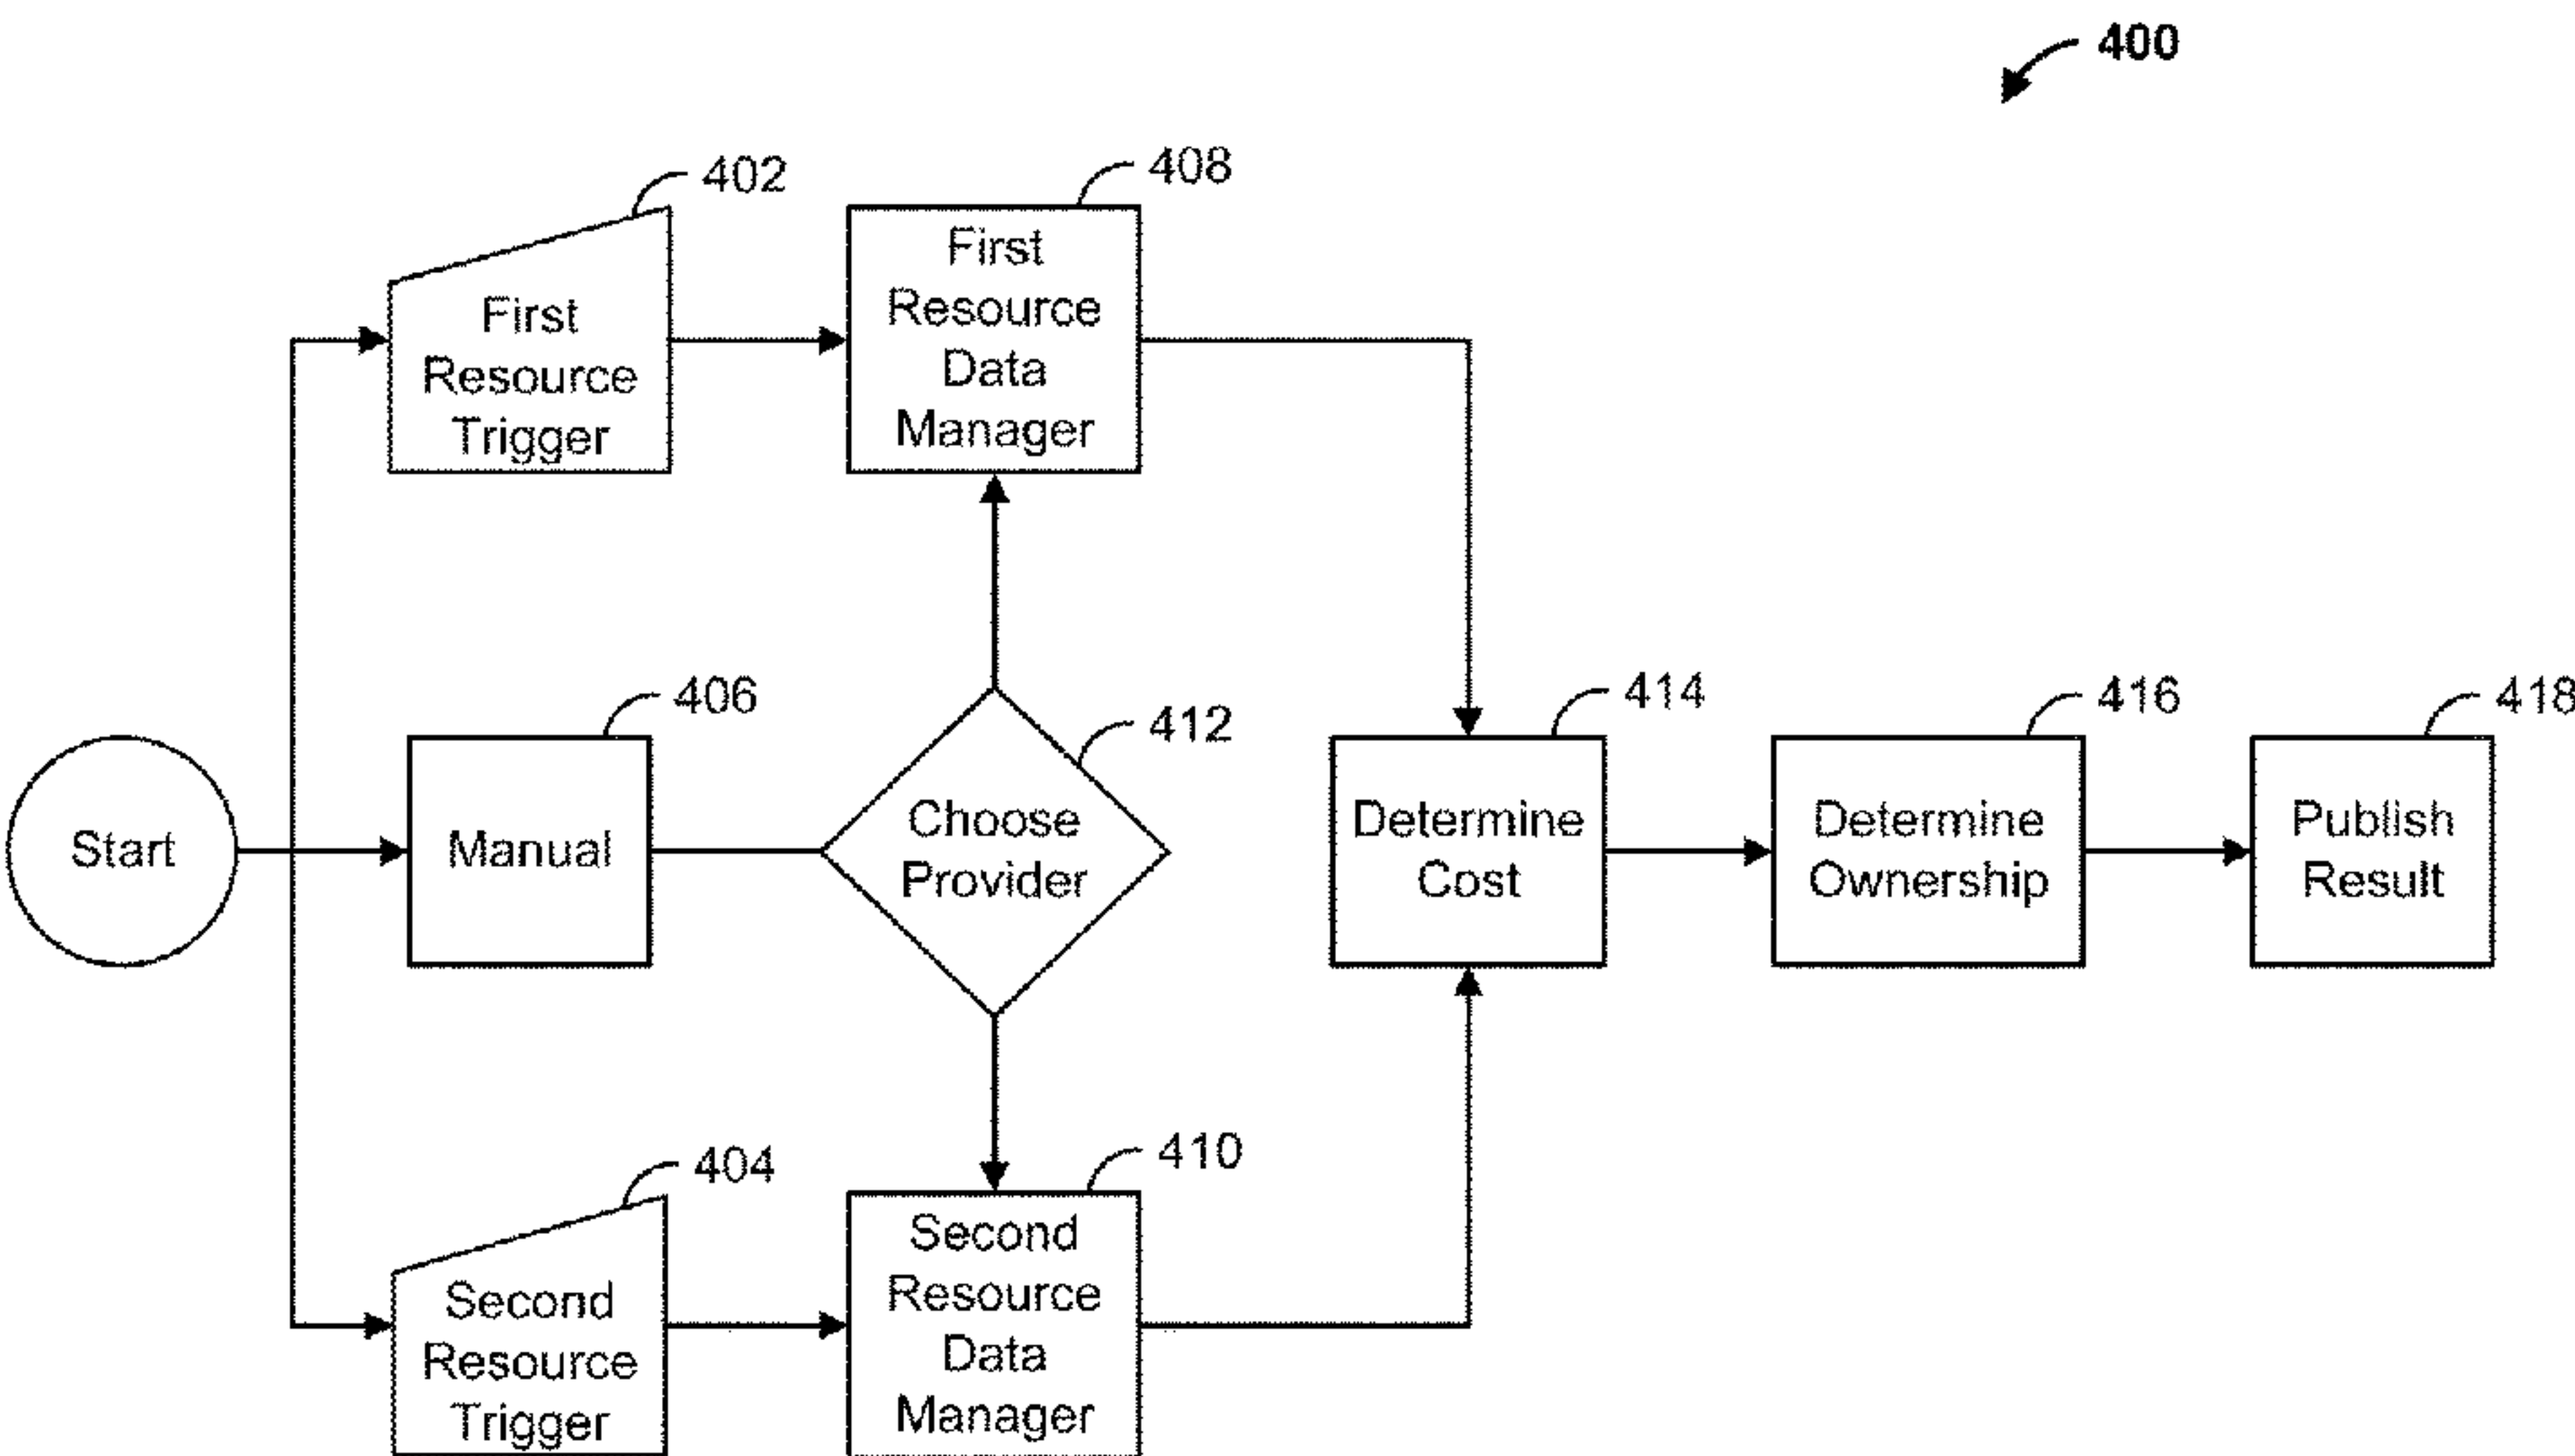 400
402
First
Resource
Trigger
408
First
Resource
Data
Manager
Start
406
Manual
412
Choose
Provider
414
Determine
Cost
416
Determine
Ownership
418
Publish
Result
404
Second
Resource
Trigger
410
Second
Resource
Data
Manager